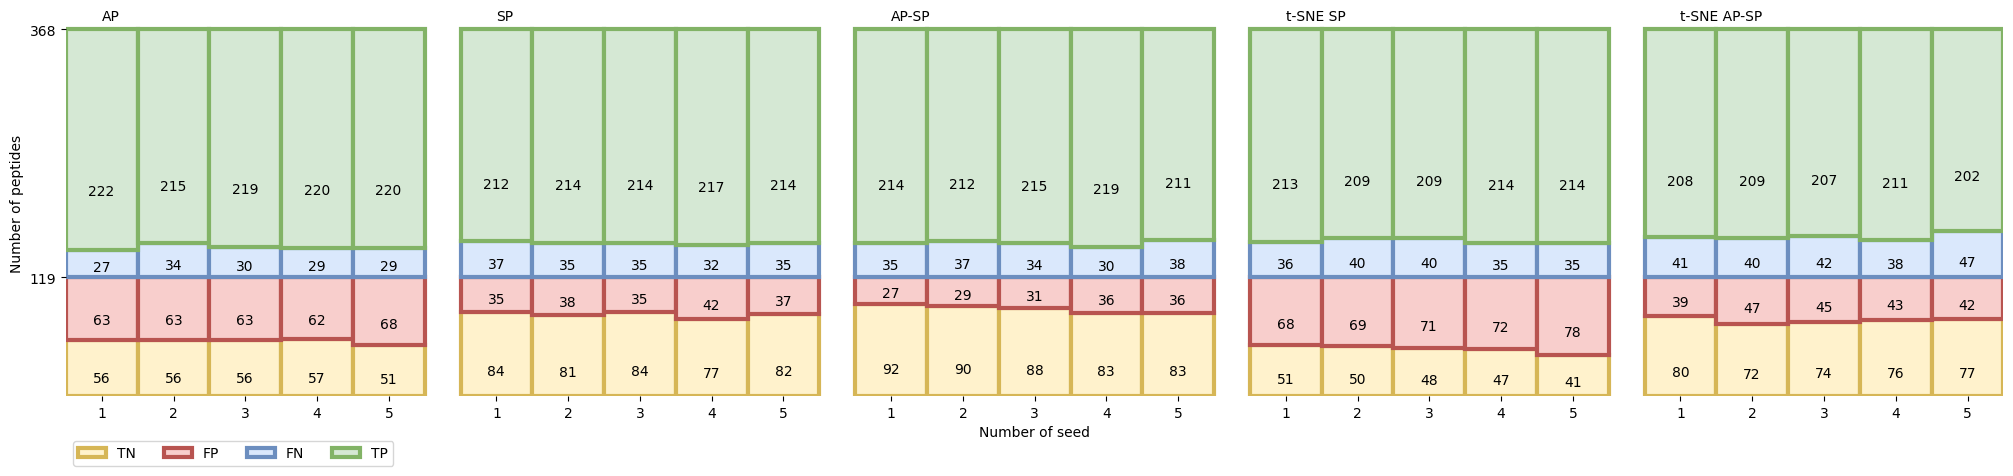 AP SP AP-SP t-SNE SP t-SNE AP-SP
368
222 215 219 220 220 212 214 214 217 214 214 212 215 219 211 213 209 209 214 214 208 209 207 211 202
Number of peptides
27 34 30 29 29 37 35 35 32 35 35 37 34 30 38 36 40 40 35 35 41 40 42 38 47
119
63 63 63 62 68 35 38 35 42 37 27 29 31 36 36 68 69 71 72 78 39 47 45 43 42
56 56 56 57 51 84 81 84 77 82 92 90 88 83 83 51 50 48 47 41 80 72 74 76 77
1 2 3 4 5 1 2 3 4 5 1 2 3 4 5 1 2 3 4 5 1 2 3 4 5
Number of seed
TN FP FN TP